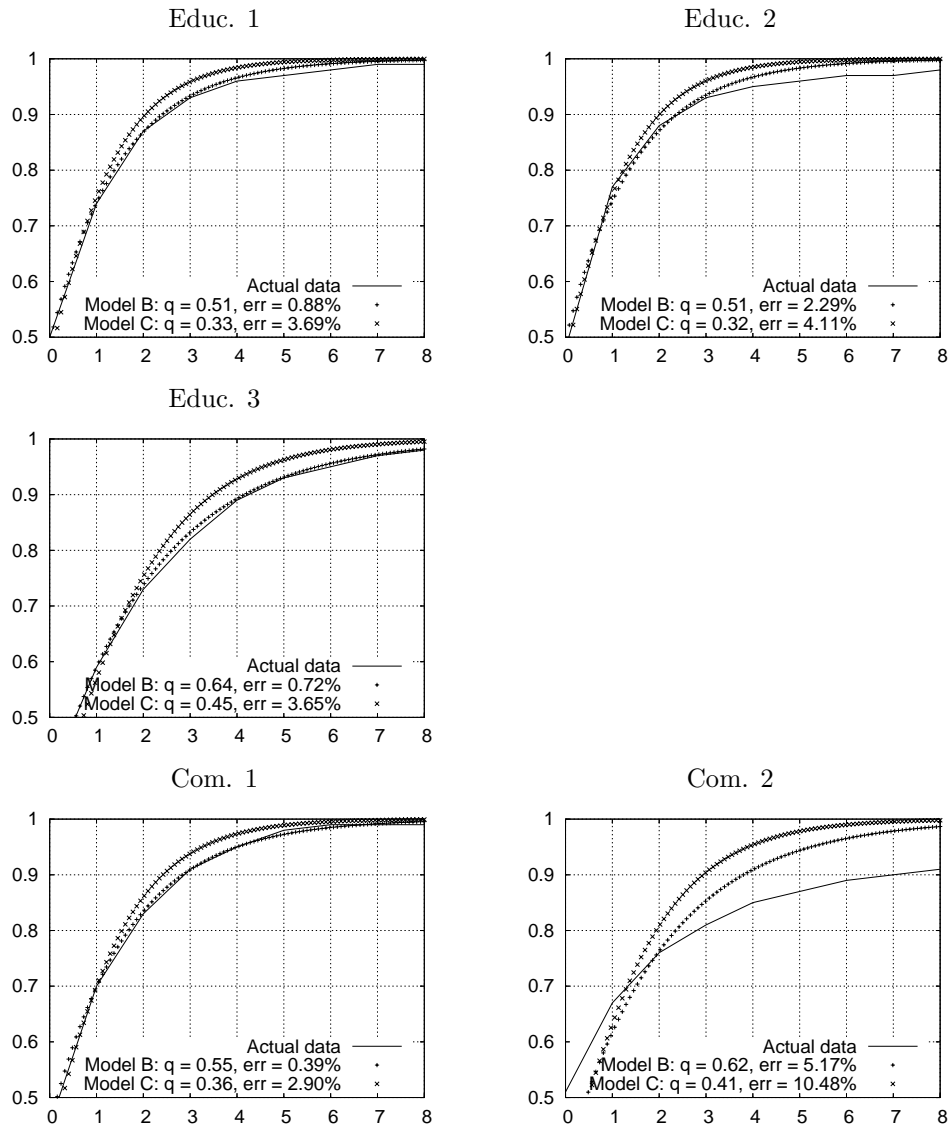 Educ. 1
1
0.9
0.8
0.7
0.6
0.5
Actual data
Model B: q = 0.51, err = 0.88%
Model C: q = 0.33, err = 3.69%
0 1 2 3 4 5 6 7 8
Educ. 2
1
0.9
0.8
0.7
0.6
0.5
Actual data
Model B: q = 0.51, err = 2.29%
Model C: q = 0.32, err = 4.11%
0 1 2 3 4 5 6 7 8
Educ. 3
1
0.9
0.8
0.7
0.6
0.5
Actual data
Model B: q = 0.64, err = 0.72%
Model C: q = 0.45, err = 3.65%
0 1 2 3 4 5 6 7 8
Com. 1
1
0.9
0.8
0.7
0.6
0.5
Actual data
Model B: q = 0.55, err = 0.39%
Model C: q = 0.36, err = 2.90%
0 1 2 3 4 5 6 7 8
Com. 2
1
0.9
0.8
0.7
0.6
0.5
Actual data
Model B: q = 0.62, err = 5.17%
Model C: q = 0.41, err = 10.48%
0 1 2 3 4 5 6 7 8